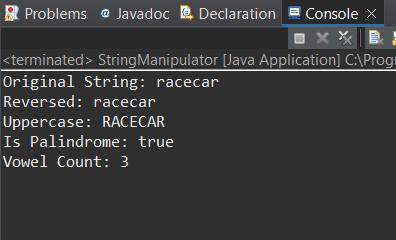 Problems @ Javadoc Declaration Console
<terminated> StringManipulator [Java Application] C:\Prog
Original String: racecar
Reversed: racecar
Uppercase: RACECAR
Is Palindrome: true
Vowel Count: 3